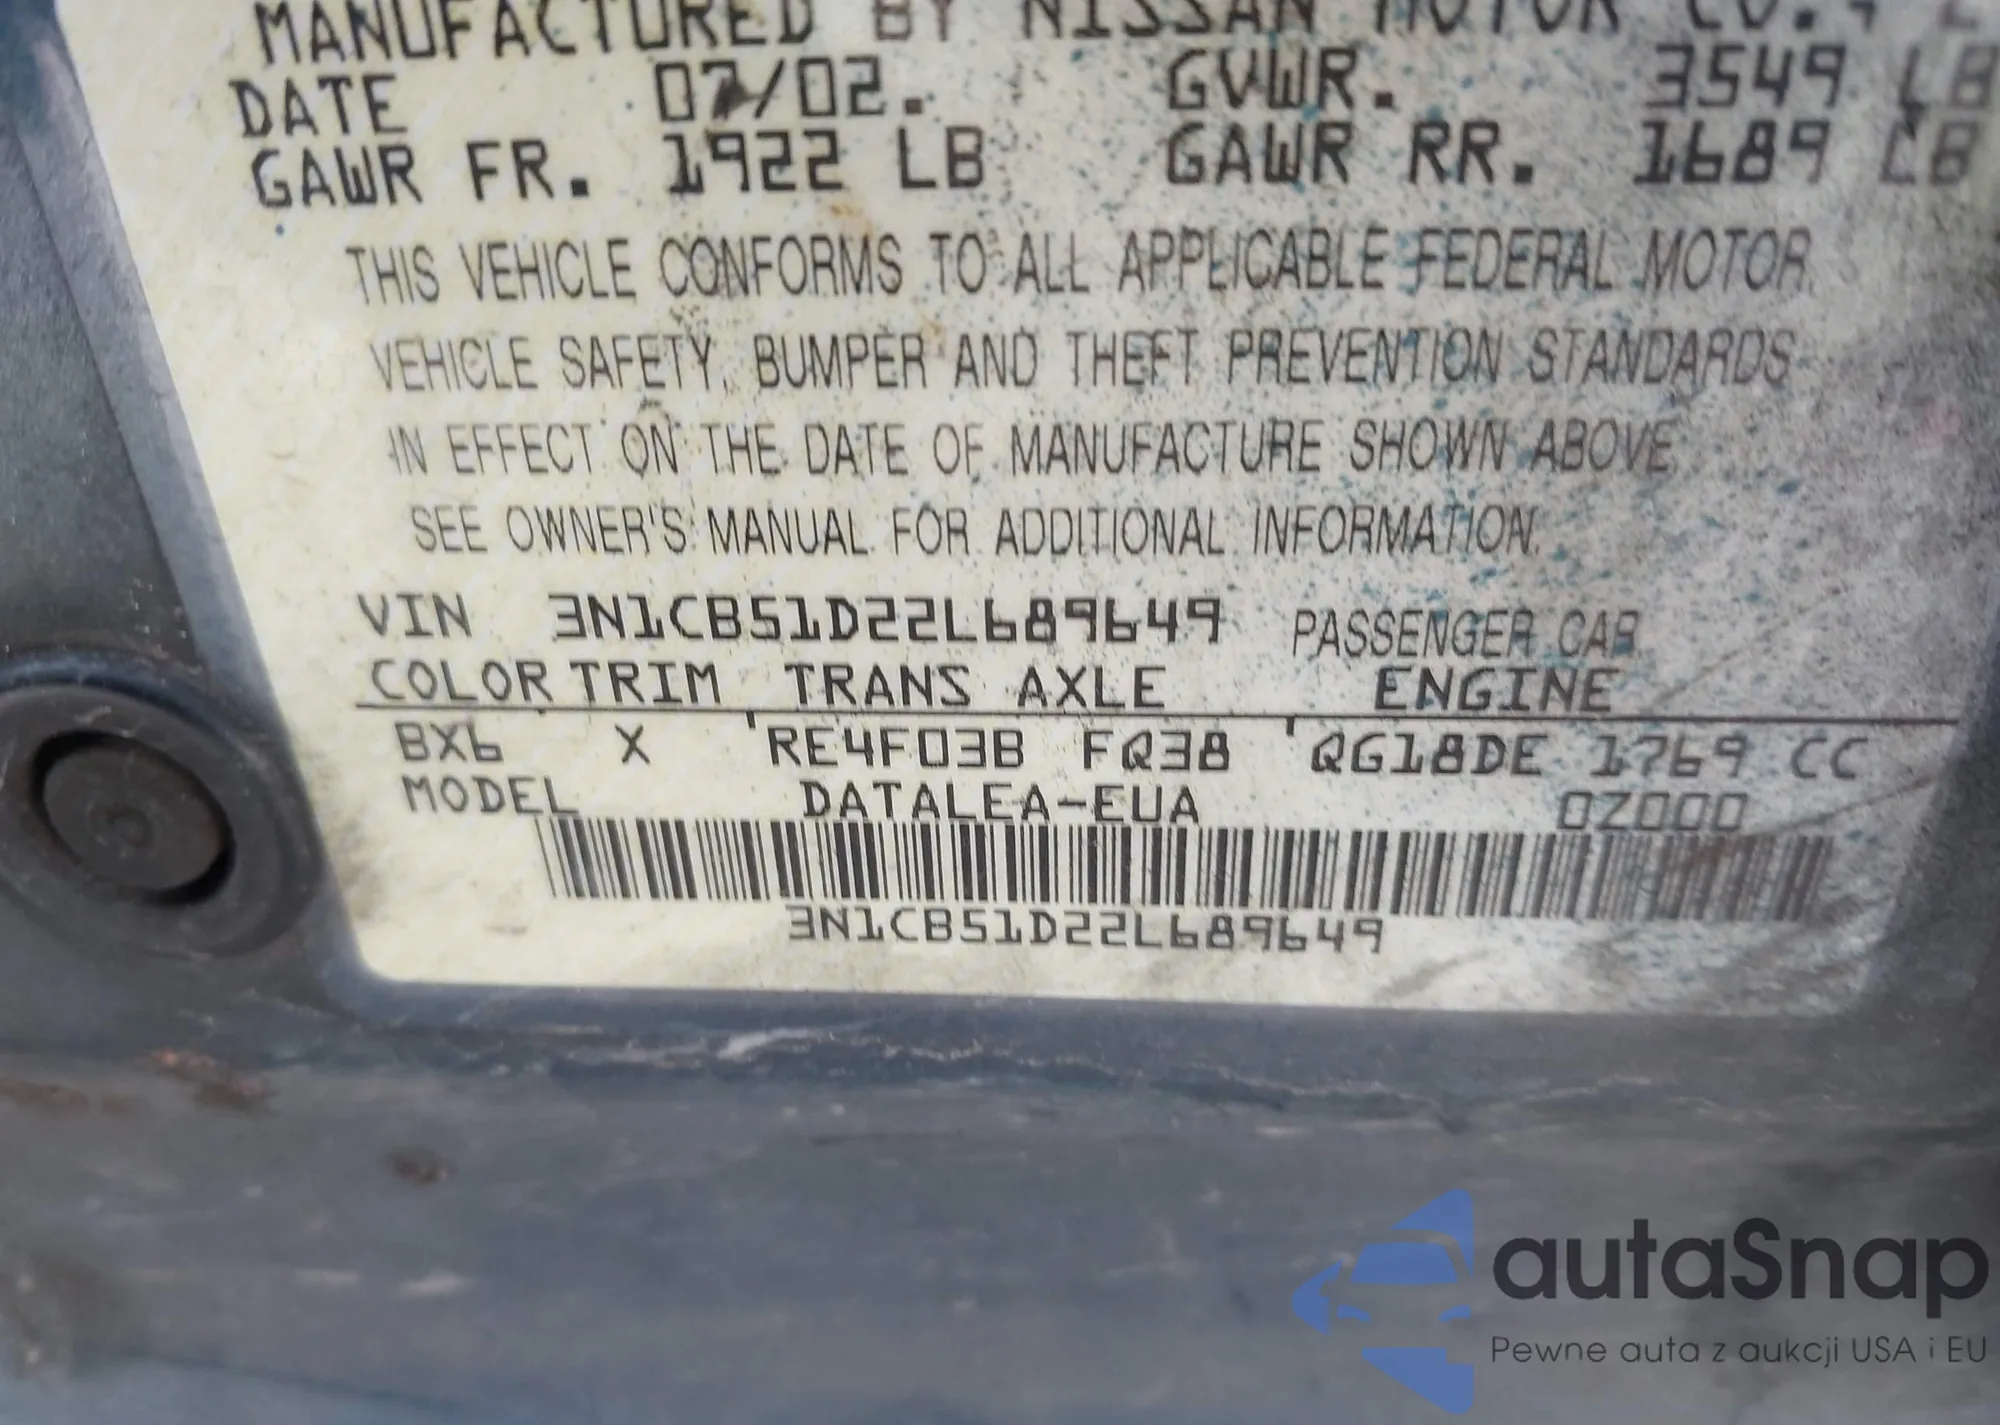 MANUFACTURED BY NISSAN MOTOR CO.,
DATE 07/02. GVWR. 3549 LB
GAWR FR. 1922 LB GAWR RR. 1689 LB
THIS VEHICLE CONFORMS TO ALL APPLICABLE FEDERAL MOTOR
VEHICLE SAFETY, BUMPER AND THEFT PREVENTION STANDARDS
IN EFFECT ON THE DATE OF MANUFACTURE SHOWN ABOVE
SEE OWNER'S MANUAL FOR ADDITIONAL INFORMATION.
VIN 3N1CB51D22L689649 PASSENGER CAR
COLOR TRIM TRANS AXLE ENGINE
BX6 X RE4F03B FQ38 QG18DE 1769 CC
MODEL DATALEA-EUA 0Z000
3N1CB51D22L689649
autaSnap
Pewne auta z aukcji USA i EU